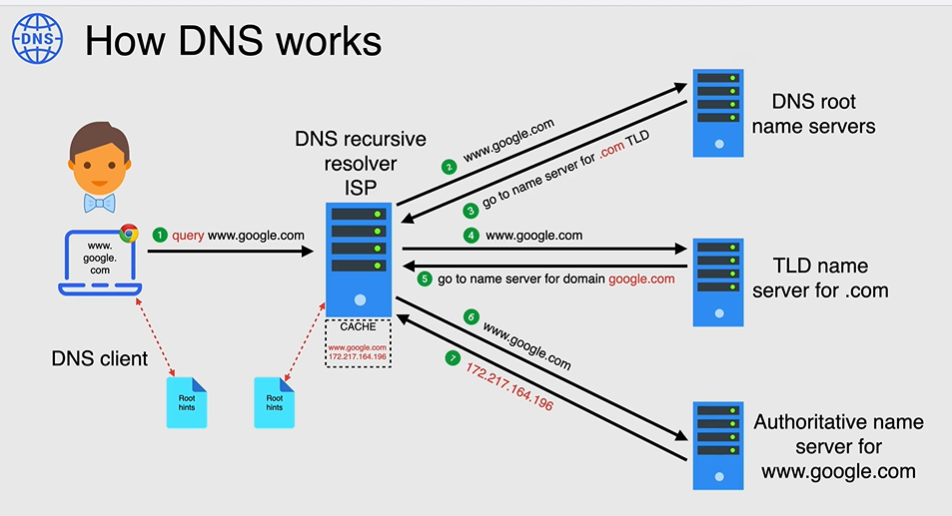 DNS
How DNS works
DNS recursive
resolver
ISP
www.
google.
com
1 query www.google.com
2 www.google.com
3 go to name server for .com TLD
4 www.google.com
5 go to name server for domain google.com
6 www.google.com
7 172.217.164.196
CACHE
www.google.com
172.217.164.196
DNS client
Root
hints
Root
hints
DNS root
name servers
TLD name
server for .com
Authoritative name
server for
www.google.com